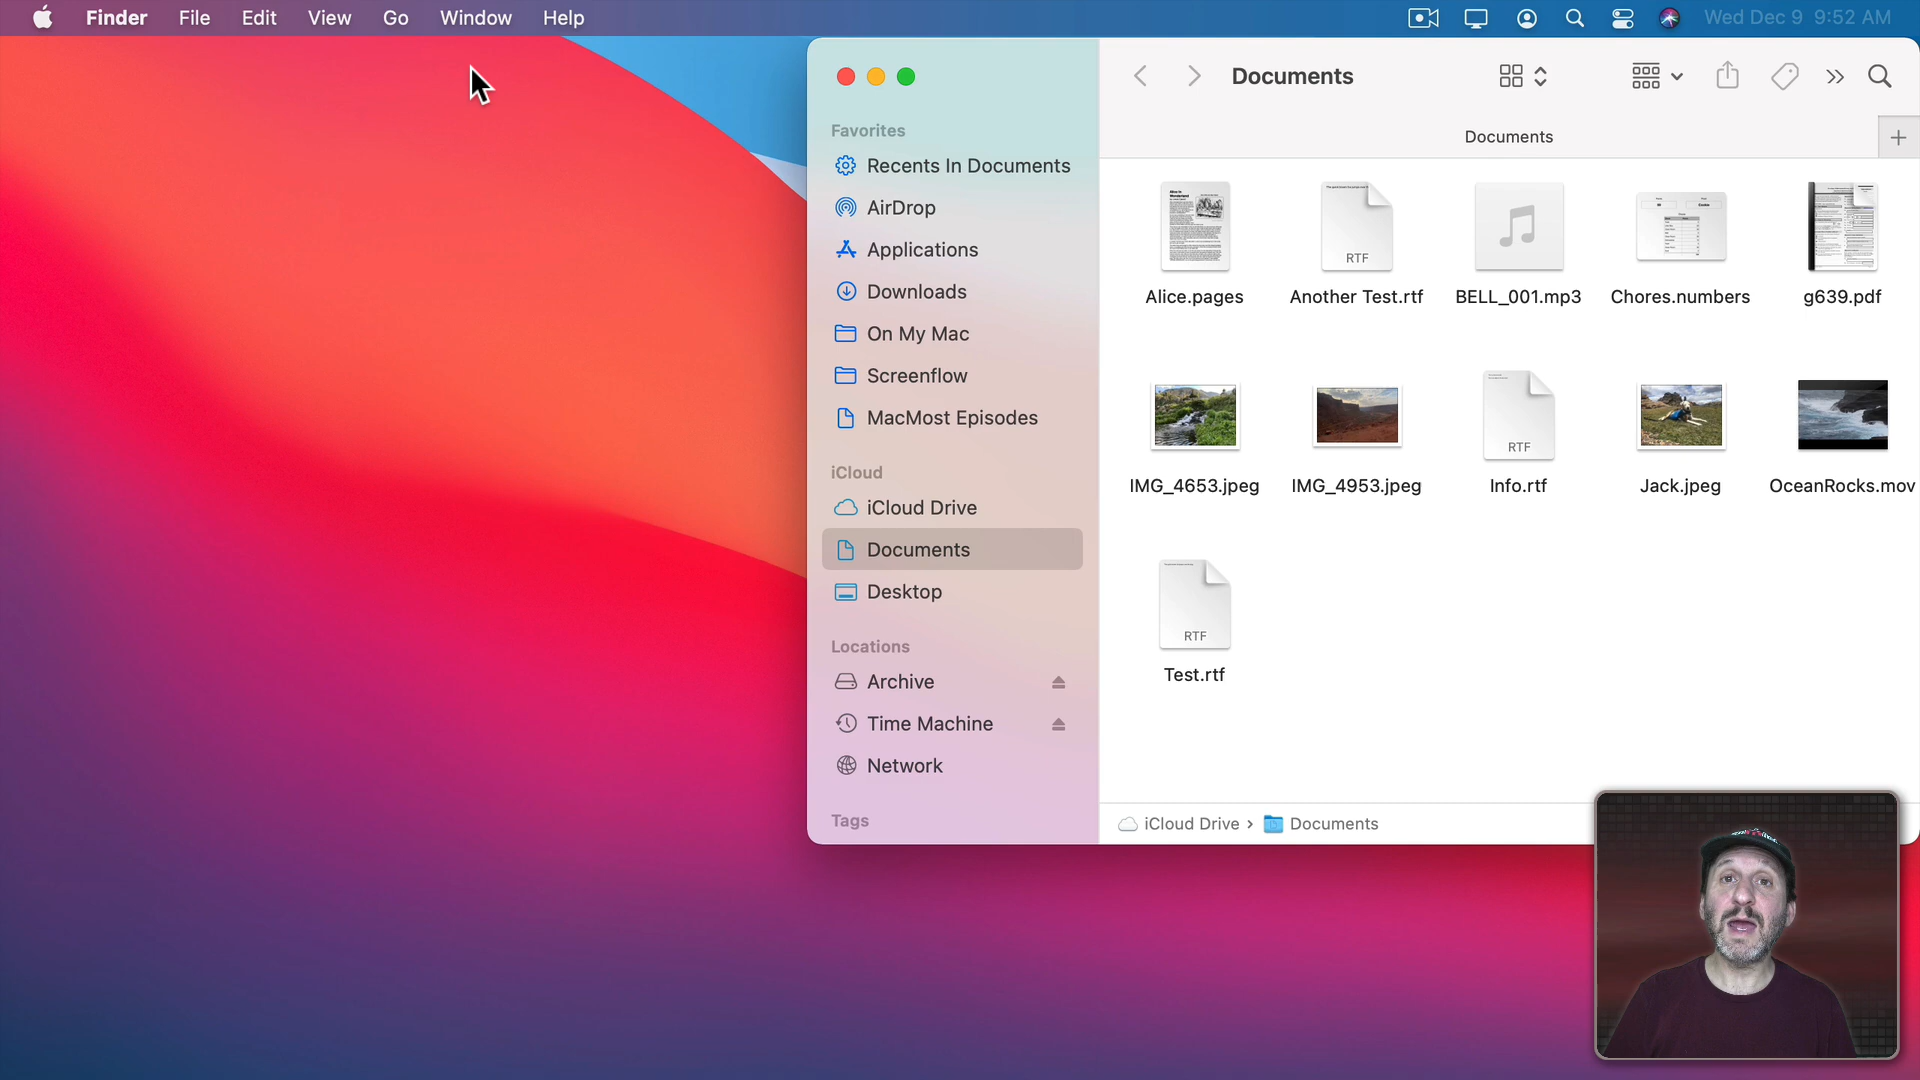 Finder File Edit View Go Window Help Wed Dec 9 9:52 AM
Documents
Documents
Favorites
Recents In Documents
AirDrop
Applications
Downloads
On My Mac
Screenflow
MacMost Episodes
iCloud
iCloud Drive
Documents
Desktop
Locations
Archive
Time Machine
Network
Tags
RTF
Alice.pages Another Test.rtf BELL_001.mp3 Chores.numbers g639.pdf
RTF
IMG_4653.jpeg IMG_4953.jpeg Info.rtf Jack.jpeg OceanRocks.mov
RTF
Test.rtf
iCloud Drive › Documents